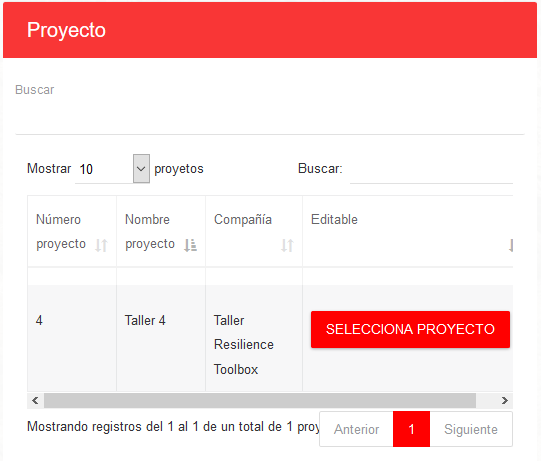 Proyecto
Buscar
Mostrar 10 proyetos Buscar:
Número proyecto Nombre proyecto Compañía Editable
4 Taller 4 Taller Resilience Toolbox SELECCIONA PROYECTO
Mostrando registros del 1 al 1 de un total de 1 proy
Anterior 1 Siguiente